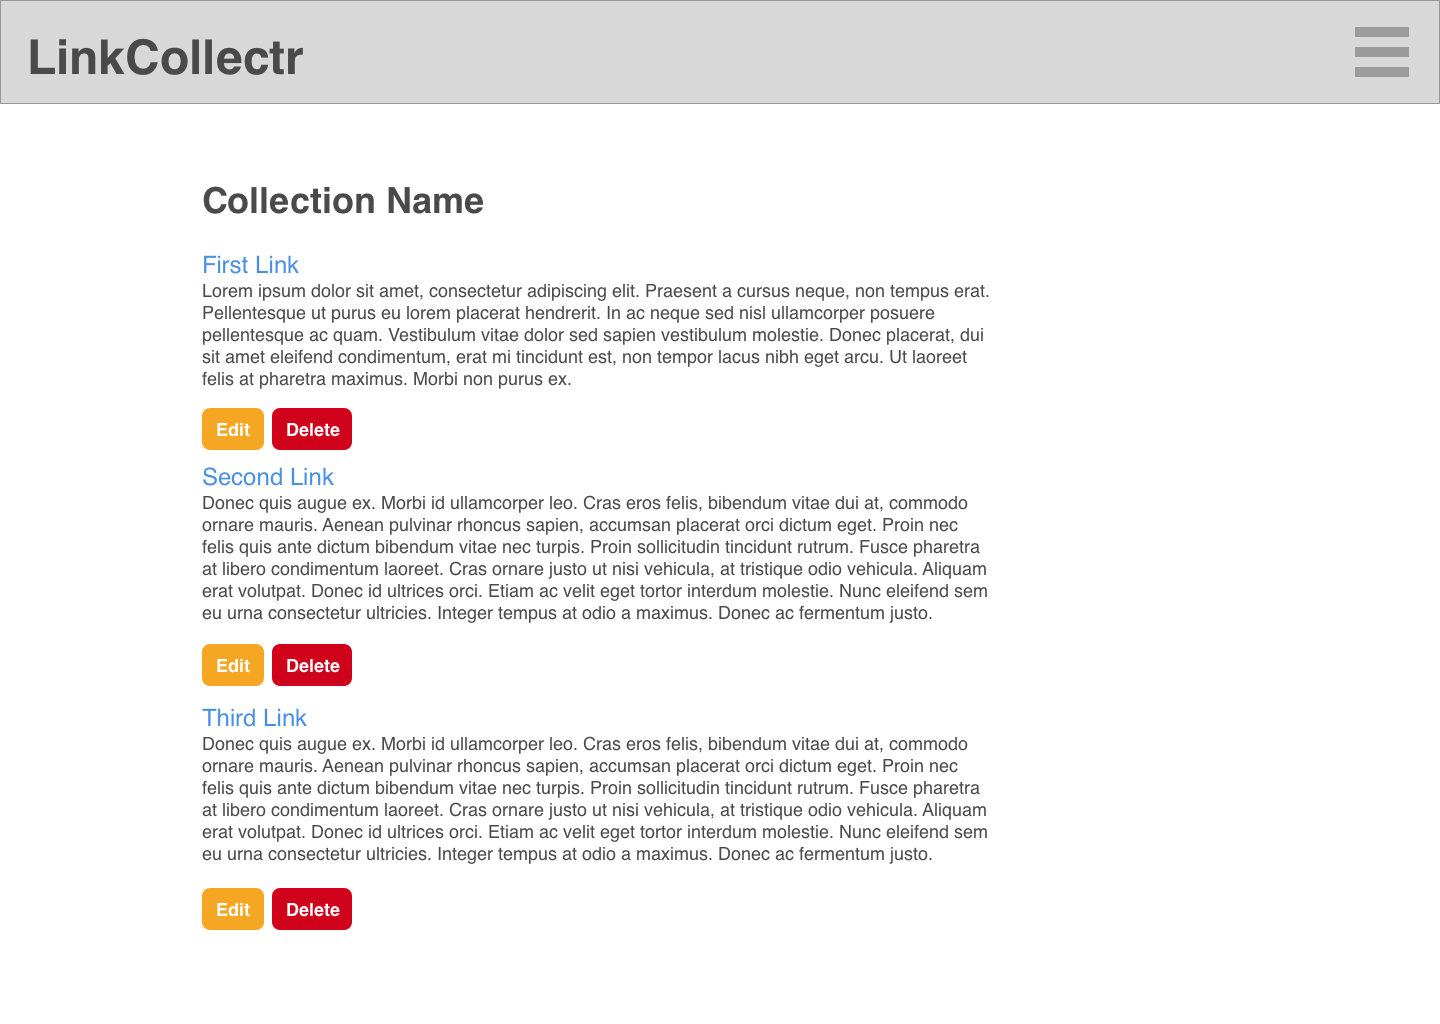 LinkCollectr
Collection Name
First Link
Lorem ipsum dolor sit amet, consectetur adipiscing elit. Praesent a cursus neque, non tempus erat.
Pellentesque ut purus eu lorem placerat hendrerit. In ac neque sed nisl ullamcorper posuere
pellentesque ac quam. Vestibulum vitae dolor sed sapien vestibulum molestie. Donec placerat, dui
sit amet eleifend condimentum, erat mi tincidunt est, non tempor lacus nibh eget arcu. Ut laoreet
felis at pharetra maximus. Morbi non purus ex.
Edit Delete
Second Link
Donec quis augue ex. Morbi id ullamcorper leo. Cras eros felis, bibendum vitae dui at, commodo
ornare mauris. Aenean pulvinar rhoncus sapien, accumsan placerat orci dictum eget. Proin nec
felis quis ante dictum bibendum vitae nec turpis. Proin sollicitudin tincidunt rutrum. Fusce pharetra
at libero condimentum laoreet. Cras ornare justo ut nisi vehicula, at tristique odio vehicula. Aliquam
erat volutpat. Donec id ultrices orci. Etiam ac velit eget tortor interdum molestie. Nunc eleifend sem
eu urna consectetur ultricies. Integer tempus at odio a maximus. Donec ac fermentum justo.
Edit Delete
Third Link
Donec quis augue ex. Morbi id ullamcorper leo. Cras eros felis, bibendum vitae dui at, commodo
ornare mauris. Aenean pulvinar rhoncus sapien, accumsan placerat orci dictum eget. Proin nec
felis quis ante dictum bibendum vitae nec turpis. Proin sollicitudin tincidunt rutrum. Fusce pharetra
at libero condimentum laoreet. Cras ornare justo ut nisi vehicula, at tristique odio vehicula. Aliquam
erat volutpat. Donec id ultrices orci. Etiam ac velit eget tortor interdum molestie. Nunc eleifend sem
eu urna consectetur ultricies. Integer tempus at odio a maximus. Donec ac fermentum justo.
Edit Delete